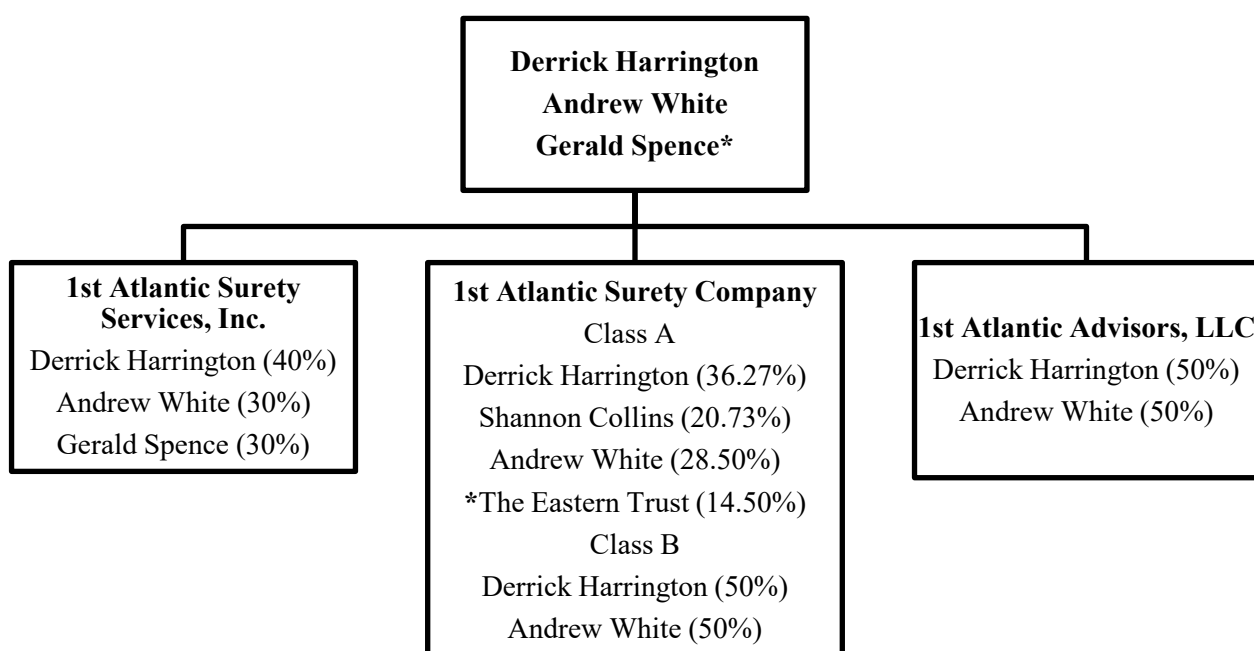 Derrick Harrington
Andrew White
Gerald Spence*
1st Atlantic Surety
Services, Inc.
Derrick Harrington (40%)
Andrew White (30%)
Gerald Spence (30%)
1st Atlantic Surety Company
Class A
Derrick Harrington (36.27%)
Shannon Collins (20.73%)
Andrew White (28.50%)
*The Eastern Trust (14.50%)
Class B
Derrick Harrington (50%)
Andrew White (50%)
1st Atlantic Advisors, LLC
Derrick Harrington (50%)
Andrew White (50%)